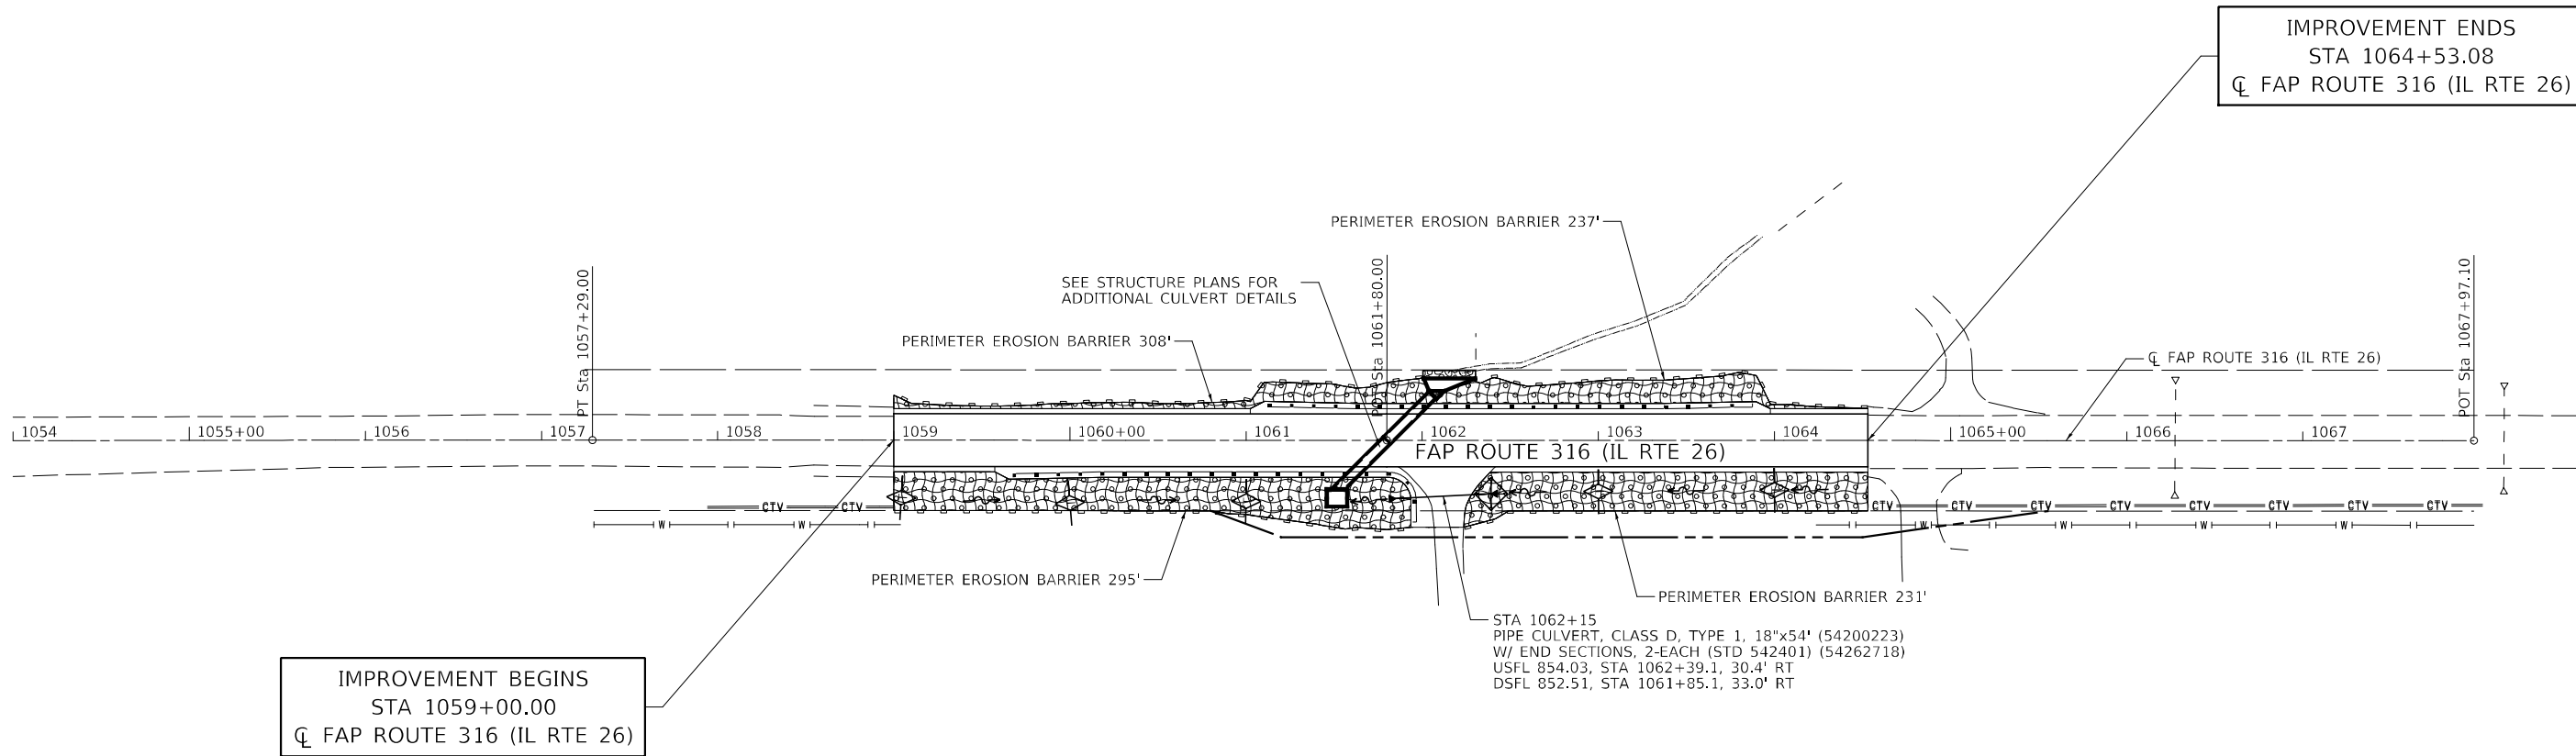 IMPROVEMENT ENDS
STA 1064+53.08
℄ FAP ROUTE 316 (IL RTE 26)
PERIMETER EROSION BARRIER 237'
SEE STRUCTURE PLANS FOR
ADDITIONAL CULVERT DETAILS
PERIMETER EROSION BARRIER 308'
PT Sta 1057+29.00
POT Sta 1061+80.00
POT Sta 1067+97.10
℄ FAP ROUTE 316 (IL RTE 26)
1054 1055+00 1056 1057 1058 1059 1060+00 1061 1062 1063 1064 1065+00 1066 1067
FAP ROUTE 316 (IL RTE 26)
CTV CTV CTV CTV CTV CTV CTV CTV CTV CTV
W W W W W W
PERIMETER EROSION BARRIER 295'
PERIMETER EROSION BARRIER 231'
STA 1062+15
PIPE CULVERT, CLASS D, TYPE 1, 18"x54' (54200223)
W/ END SECTIONS, 2-EACH (STD 542401) (54262718)
USFL 854.03, STA 1062+39.1, 30.4' RT
DSFL 852.51, STA 1061+85.1, 33.0' RT
IMPROVEMENT BEGINS
STA 1059+00.00
℄ FAP ROUTE 316 (IL RTE 26)